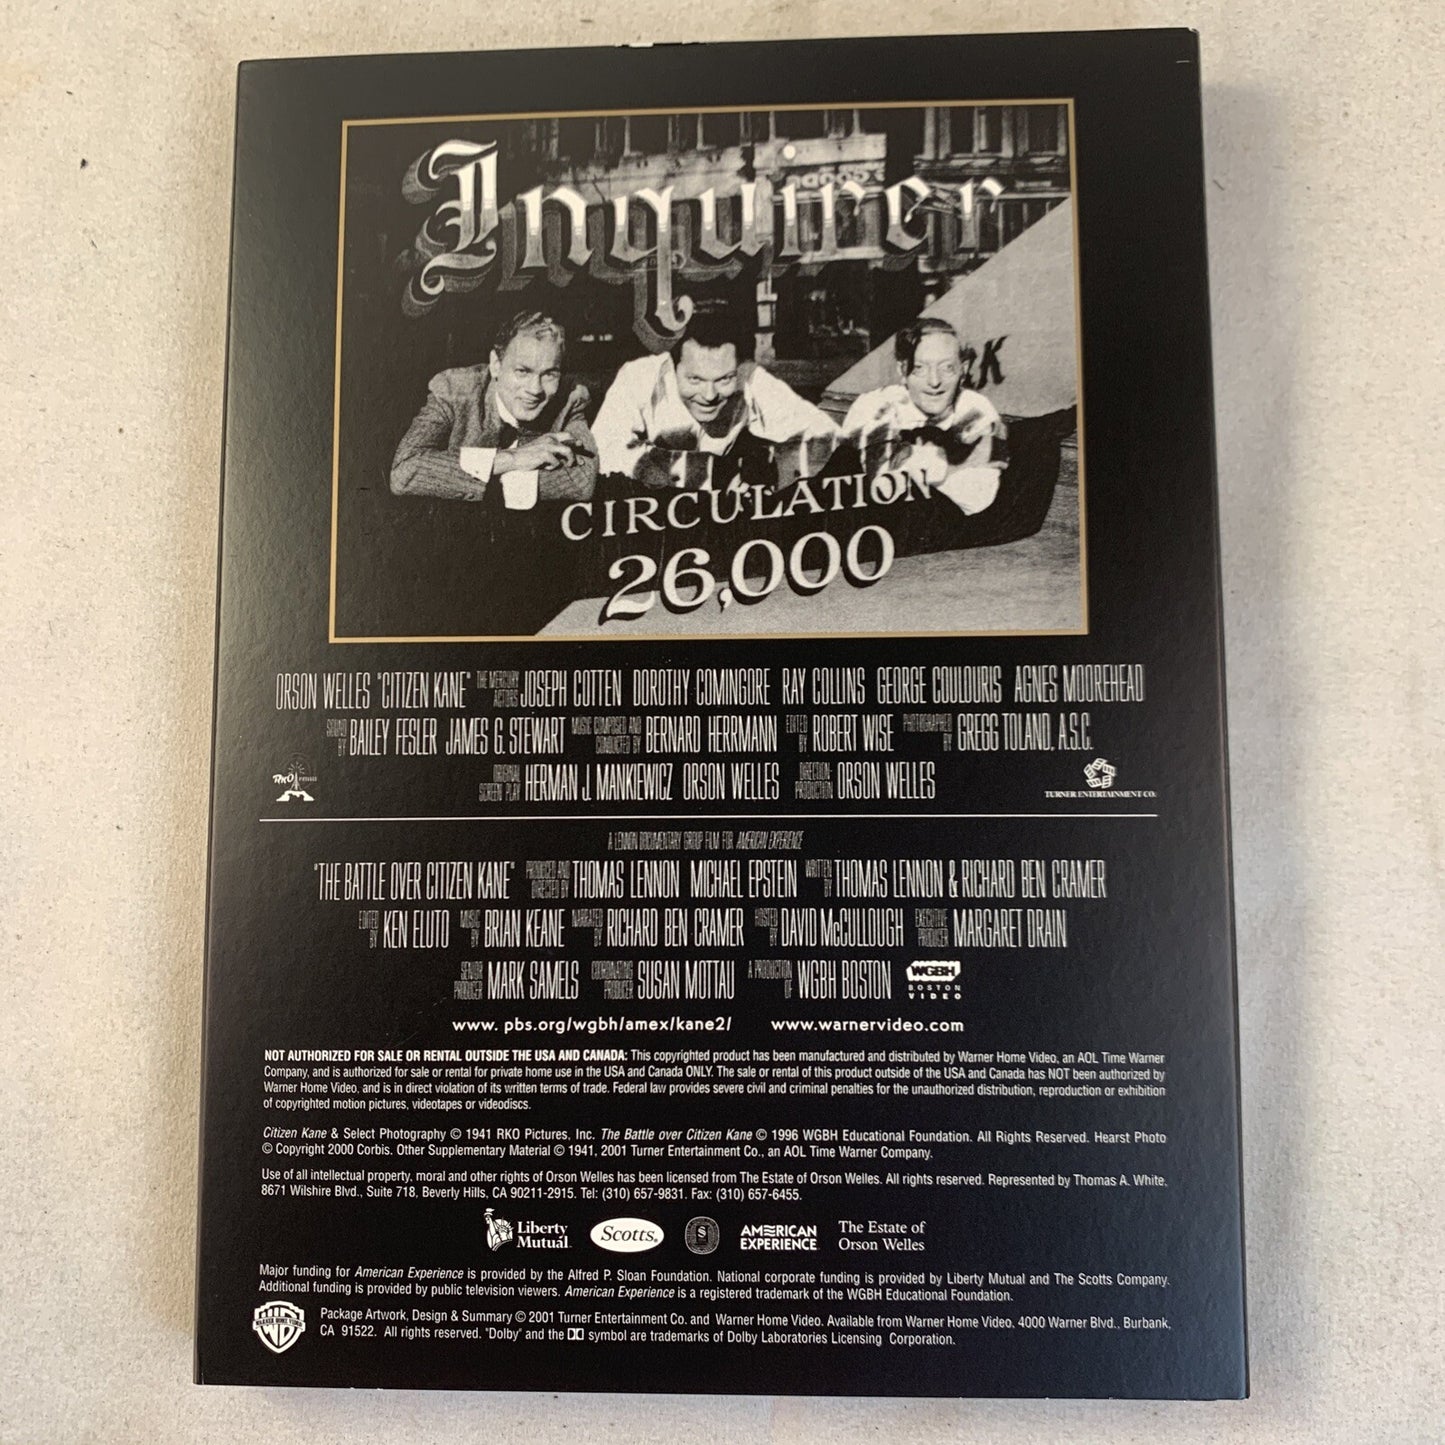 Inquirer
CIRCULATION
26,000
ORSON WELLES "CITIZEN KANE" THE MERCURY ACTORS JOSEPH COTTEN DOROTHY COMINGORE RAY COLLINS GEORGE COULOURIS AGNES MOOREHEAD
SOUND BY BAILEY FESLER JAMES G. STEWART MUSIC COMPOSED AND CONDUCTED BY BERNARD HERRMANN EDITED BY ROBERT WISE PHOTOGRAPHED BY GREGG TOLAND, A.S.C.
RKO ORIGINAL SCREEN PLAY HERMAN J. MANKIEWICZ ORSON WELLES DIRECTION-PRODUCTION ORSON WELLES
TURNER ENTERTAINMENT CO.
A LENNON DOCUMENTARY GROUP FILM FOR AMERICAN EXPERIENCE
"THE BATTLE OVER CITIZEN KANE" PRODUCED AND DIRECTED BY THOMAS LENNON MICHAEL EPSTEIN WRITTEN BY THOMAS LENNON & RICHARD BEN CRAMER
EDITED BY KEN ELUTO MUSIC BY BRIAN KEANE NARRATED BY RICHARD BEN CRAMER HOSTED BY DAVID McCULLOUGH EXECUTIVE PRODUCER MARGARET DRAIN
SENIOR PRODUCER MARK SAMELS COORDINATING PRODUCER SUSAN MOTTAU A PRODUCTION OF WGBH BOSTON WGBH BOSTON VIDEO
www. pbs.org/wgbh/amex/kane2/ www.warnervideo.com
NOT AUTHORIZED FOR SALE OR RENTAL OUTSIDE THE USA AND CANADA: This copyrighted product has been manufactured and distributed by Warner Home Video, an AOL Time Warner
Company, and is authorized for sale or rental for private home use in the USA and Canada ONLY. The sale or rental of this product outside of the USA and Canada has NOT been authorized by
Warner Home Video, and is in direct violation of its written terms of trade. Federal law provides severe civil and criminal penalties for the unauthorized distribution, reproduction or exhibition
of copyrighted motion pictures, videotapes or videodiscs.
Citizen Kane & Select Photography © 1941 RKO Pictures, Inc. The Battle over Citizen Kane © 1996 WGBH Educational Foundation. All Rights Reserved. Hearst Photo
© Copyright 2000 Corbis. Other Supplementary Material © 1941, 2001 Turner Entertainment Co., an AOL Time Warner Company.
Use of all intellectual property, moral and other rights of Orson Welles has been licensed from The Estate of Orson Welles. All rights reserved. Represented by Thomas A. White,
8671 Wilshire Blvd., Suite 718, Beverly Hills, CA 90211-2915. Tel: (310) 657-9831. Fax: (310) 657-6455.
Liberty Mutual. Scotts. S AMERICAN EXPERIENCE The Estate of Orson Welles
Major funding for American Experience is provided by the Alfred P. Sloan Foundation. National corporate funding is provided by Liberty Mutual and The Scotts Company.
Additional funding is provided by public television viewers. American Experience is a registered trademark of the WGBH Educational Foundation.
WARNER HOME VIDEO
Package Artwork, Design & Summary © 2001 Turner Entertainment Co. and Warner Home Video. Available from Warner Home Video, 4000 Warner Blvd., Burbank,
CA 91522. All rights reserved. "Dolby" and the DD symbol are trademarks of Dolby Laboratories Licensing Corporation.